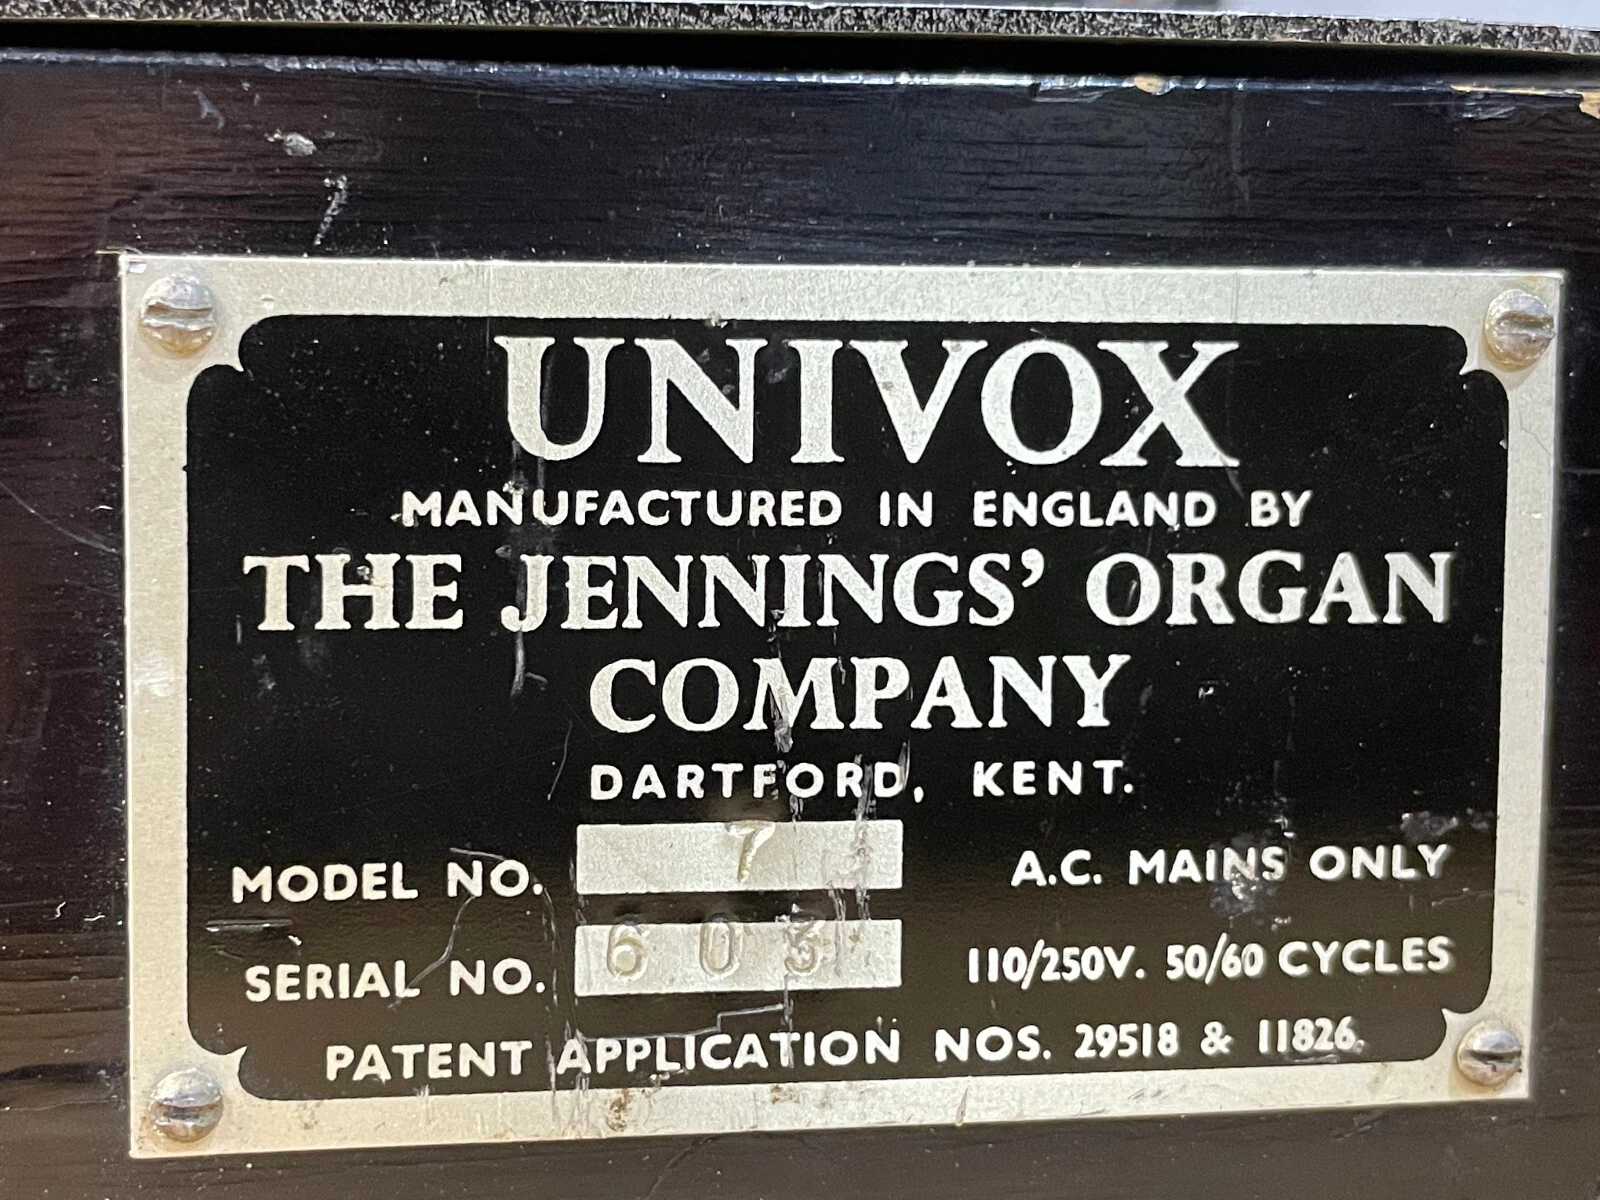 UNIVOX
MANUFACTURED IN ENGLAND BY
THE JENNINGS' ORGAN
COMPANY
DARTFORD, KENT.
MODEL NO. 7 A.C. MAINS ONLY
SERIAL NO. 603 110/250V. 50/60 CYCLES
PATENT APPLICATION NOS. 29518 & 11826.